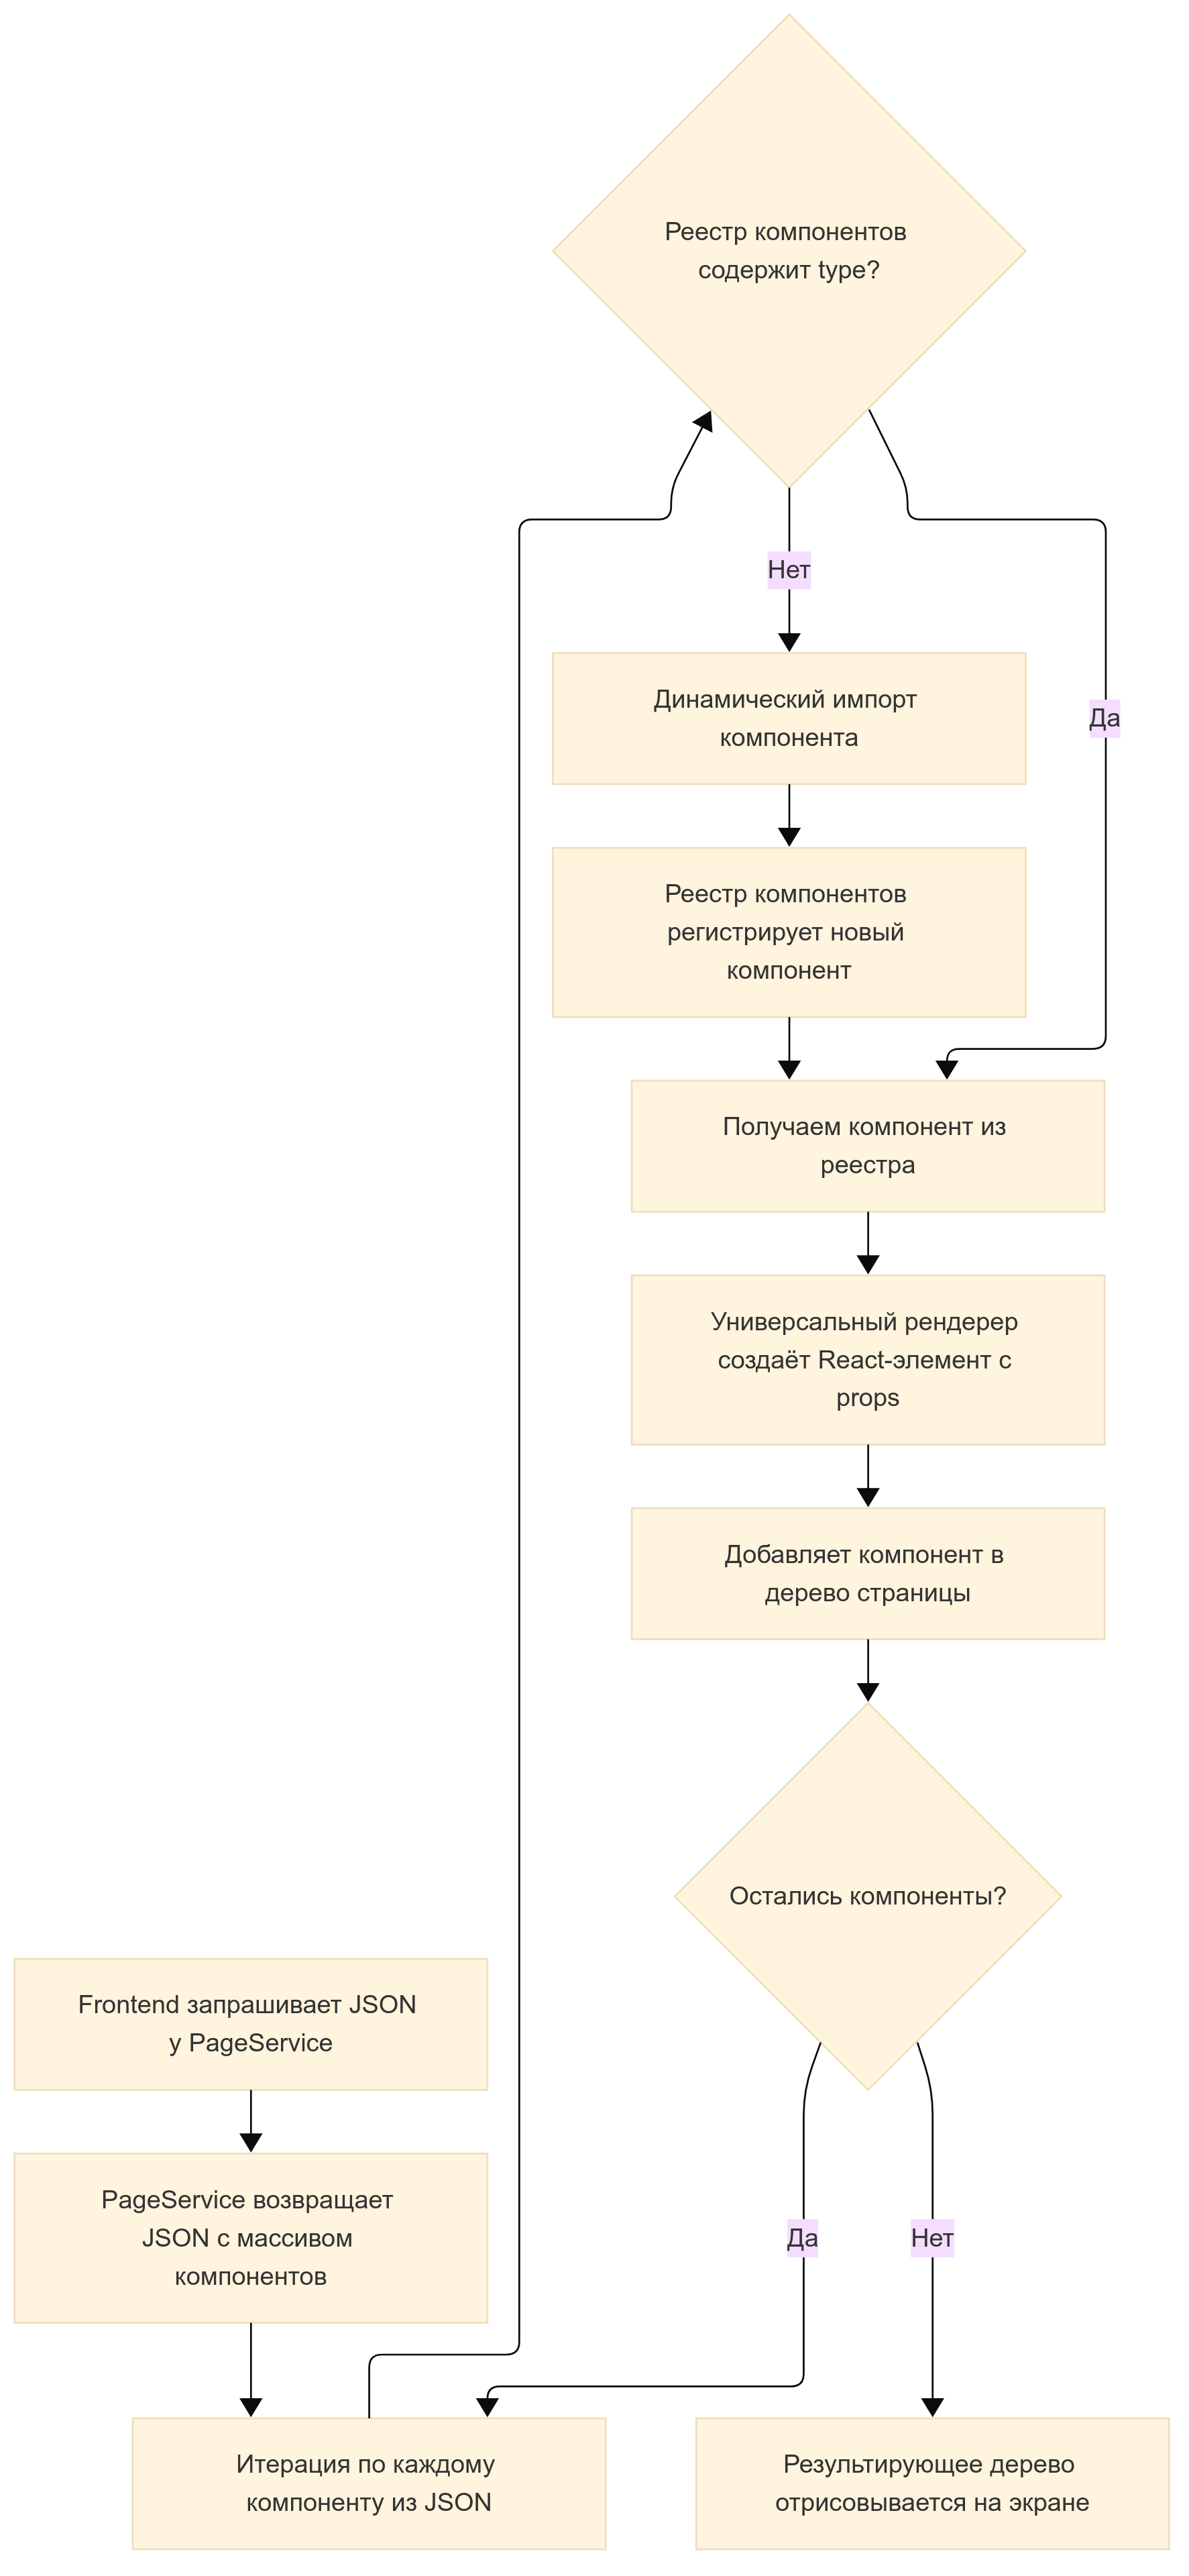 Реестр компонентов
содержит type?
Нет
Динамический импорт
компонента
Да
Реестр компонентов
регистрирует новый
компонент
Получаем компонент из
реестра
Универсальный рендерер
создаёт React-элемент с
props
Добавляет компонент в
дерево страницы
Остались компоненты?
Frontend запрашивает JSON
у PageService
PageService возвращает
JSON с массивом
компонентов
Да
Нет
Итерация по каждому
компоненту из JSON
Результирующее дерево
отрисовывается на экране